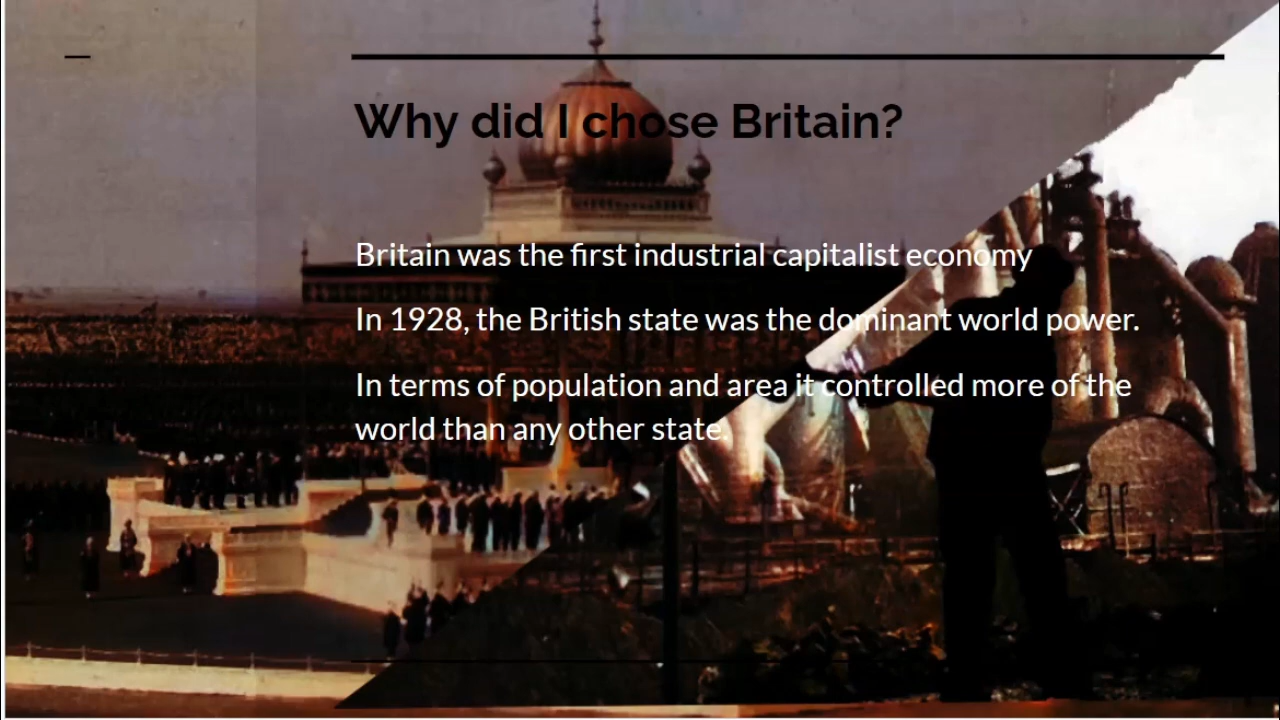 Why did I chose Britain?
Britain was the first industrial capitalist economy
In 1928, the British state was the dominant world power.
In terms of population and area it controlled more of the
world than any other state.